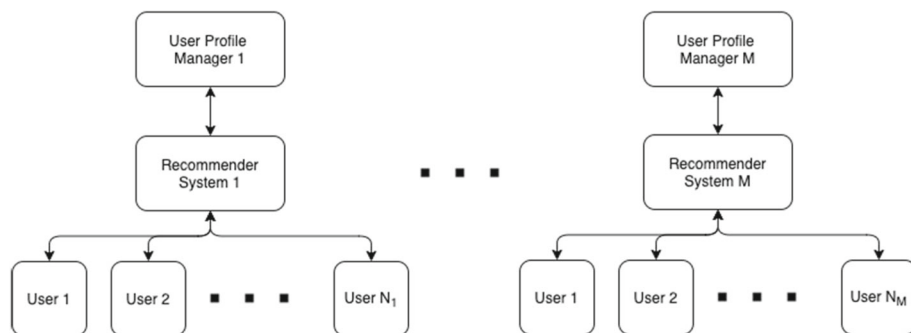 User Profile
Manager 1
User Profile
Manager M
Recommender
System 1
Recommender
System M
User 1
User 2
User N₁
User 1
User 2
User Nₘ